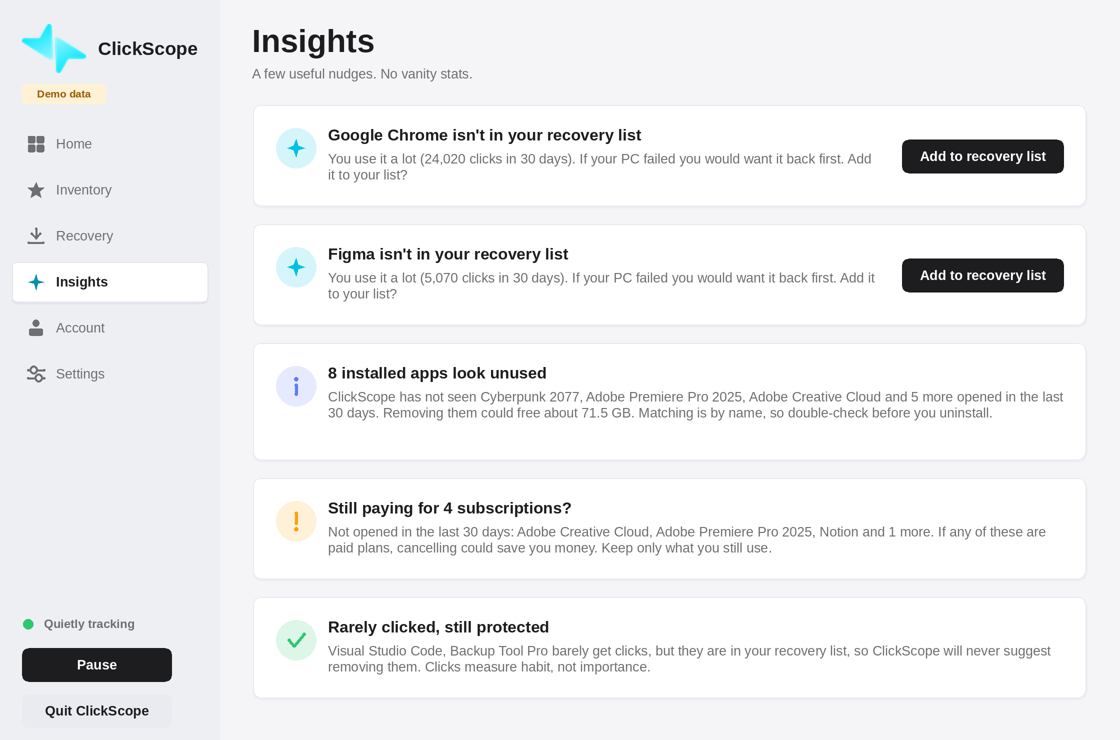 ClickScope
Demo data
Home
Inventory
Recovery
Insights
Account
Settings
Quietly tracking
Pause
Quit ClickScope
Insights
A few useful nudges. No vanity stats.
Google Chrome isn't in your recovery list
You use it a lot (24,020 clicks in 30 days). If your PC failed you would want it back first. Add
it to your list?
Add to recovery list
Figma isn't in your recovery list
You use it a lot (5,070 clicks in 30 days). If your PC failed you would want it back first. Add it
to your list?
Add to recovery list
8 installed apps look unused
ClickScope has not seen Cyberpunk 2077, Adobe Premiere Pro 2025, Adobe Creative Cloud and 5 more opened in the last
30 days. Removing them could free about 71.5 GB. Matching is by name, so double-check before you uninstall.
Still paying for 4 subscriptions?
Not opened in the last 30 days: Adobe Creative Cloud, Adobe Premiere Pro 2025, Notion and 1 more. If any of these are
paid plans, cancelling could save you money. Keep only what you still use.
Rarely clicked, still protected
Visual Studio Code, Backup Tool Pro barely get clicks, but they are in your recovery list, so ClickScope will never suggest
removing them. Clicks measure habit, not importance.